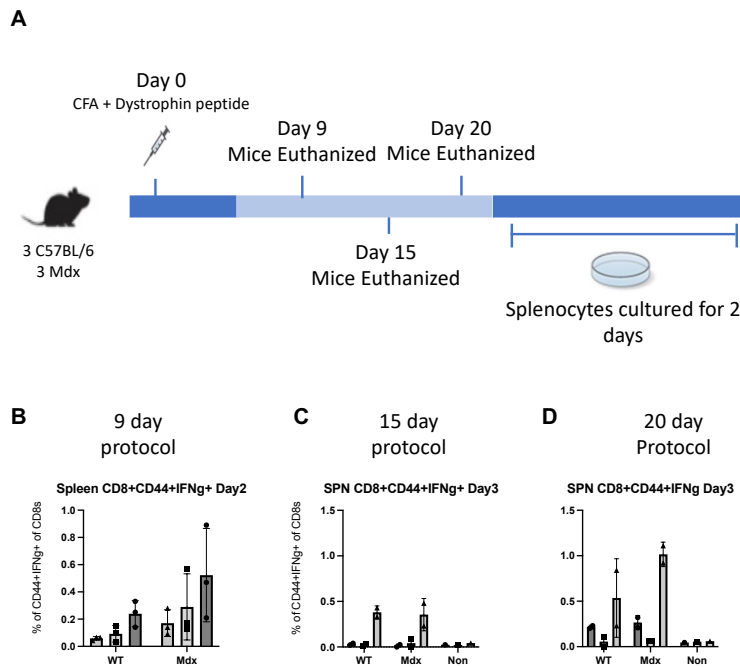 A
Day 0
CFA + Dystrophin peptide
Day 9
Mice Euthanized
Day 20
Mice Euthanized
3 C57BL/6
3 Mdx
Day 15
Mice Euthanized
Splenocytes cultured for 2
days
B
9 day
protocol
C
15 day
protocol
D
20 day
Protocol
Spleen CD8+CD44+IFNg+ Day2
% of CD44+IFNg+ of CD8s
1.0
0.8
0.6
0.4
0.2
0.0
WT
Mdx
SPN CD8+CD44+IFNg+ Day3
% of CD44+IFNg+ of CD8s
1.5
1.0
0.5
0.0
WT
Mdx
Non
SPN CD8+CD44+IFNg Day3
1.5
1.0
0.5
0.0
WT
Mdx
Non